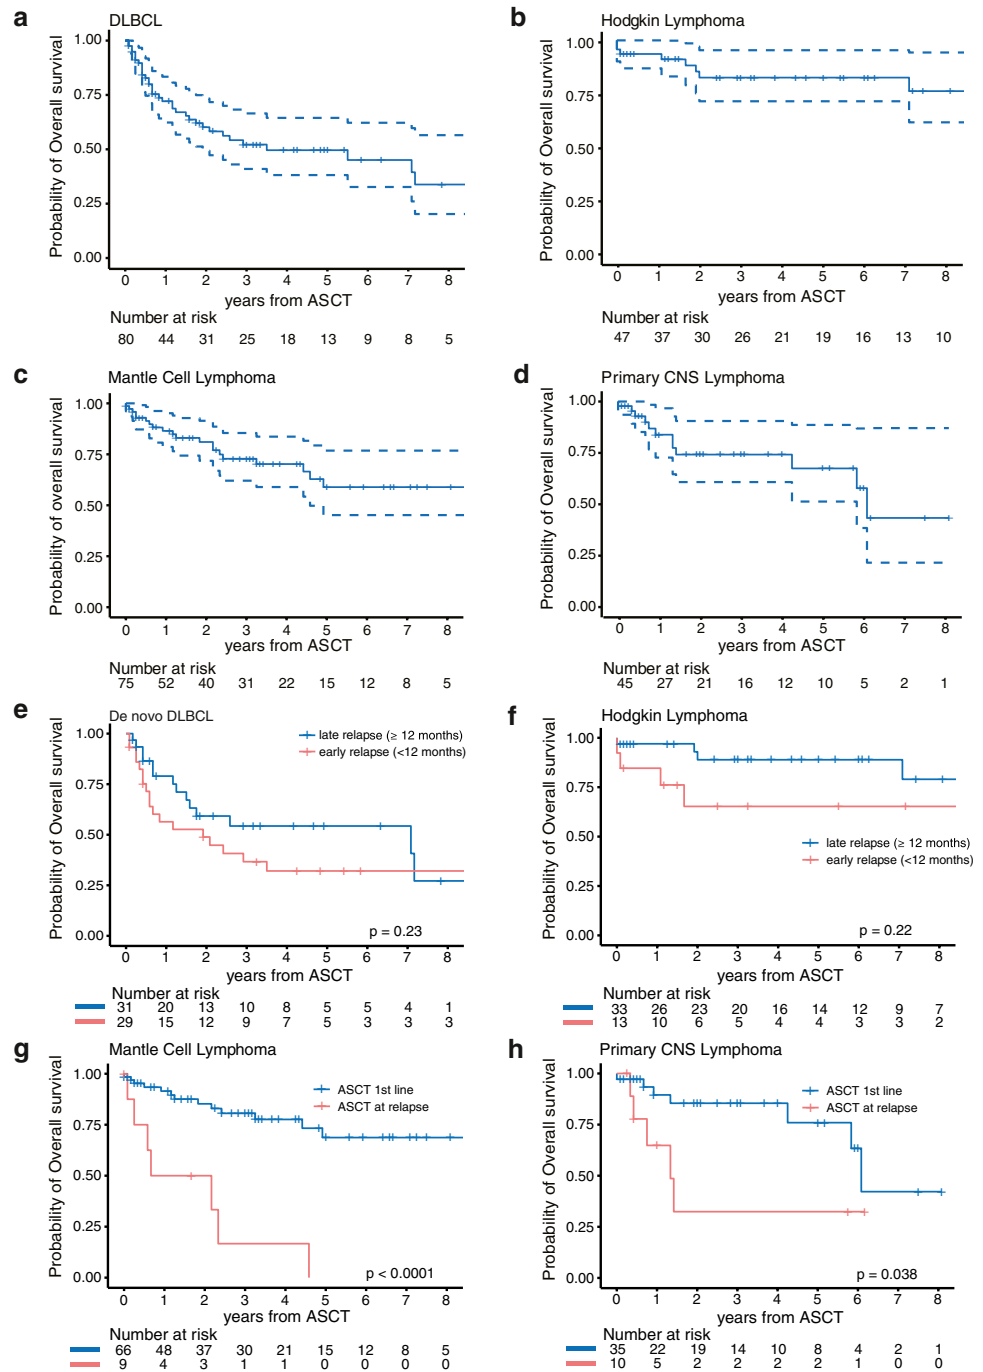 a
DLBCL
Probability of Overall survival
1.00
0.75
0.50
0.25
0.00
0 1 2 3 4 5 6 7 8
years from ASCT
Number at risk
80 44 31 25 18 13 9 8 5
b
Hodgkin Lymphoma
Probability of Overall survival
1.00
0.75
0.50
0.25
0.00
0 1 2 3 4 5 6 7 8
years from ASCT
Number at risk
47 37 30 26 21 19 16 13 10
c
Mantle Cell Lymphoma
Probability of overall survival
1.00
0.75
0.50
0.25
0.00
0 1 2 3 4 5 6 7 8
years from ASCT
Number at risk
75 52 40 31 22 15 12 8 5
d
Primary CNS Lymphoma
Probability of Overall survival
1.00
0.75
0.50
0.25
0.00
0 1 2 3 4 5 6 7 8
years from ASCT
Number at risk
45 27 21 16 12 10 5 2 1
e
De novo DLBCL
Probability of Overall survival
1.00
0.75
0.50
0.25
0.00
late relapse (≥ 12 months)
early relapse (<12 months)
p = 0.23
0 1 2 3 4 5 6 7 8
years from ASCT
Number at risk
31 20 13 10 8 5 5 4 1
29 15 12 9 7 5 3 3 3
f
Hodgkin Lymphoma
Probability of Overall survival
1.00
0.75
0.50
0.25
0.00
late relapse (≥ 12 months)
early relapse (<12 months)
p = 0.22
0 1 2 3 4 5 6 7 8
years from ASCT
Number at risk
33 26 23 20 16 14 12 9 7
13 10 6 5 4 4 3 3 2
g
Mantle Cell Lymphoma
Probability of Overall survival
1.00
0.75
0.50
0.25
0.00
ASCT 1st line
ASCT at relapse
p < 0.0001
0 1 2 3 4 5 6 7 8
years from ASCT
Number at risk
66 48 37 30 21 15 12 8 5
9 4 3 1 1 0 0 0 0
h
Primary CNS Lymphoma
Probability of Overall survival
1.00
0.75
0.50
0.25
0.00
ASCT 1st line
ASCT at relapse
p = 0.038
0 1 2 3 4 5 6 7 8
years from ASCT
Number at risk
35 22 19 14 10 8 4 2 1
10 5 2 2 2 2 1 0 0